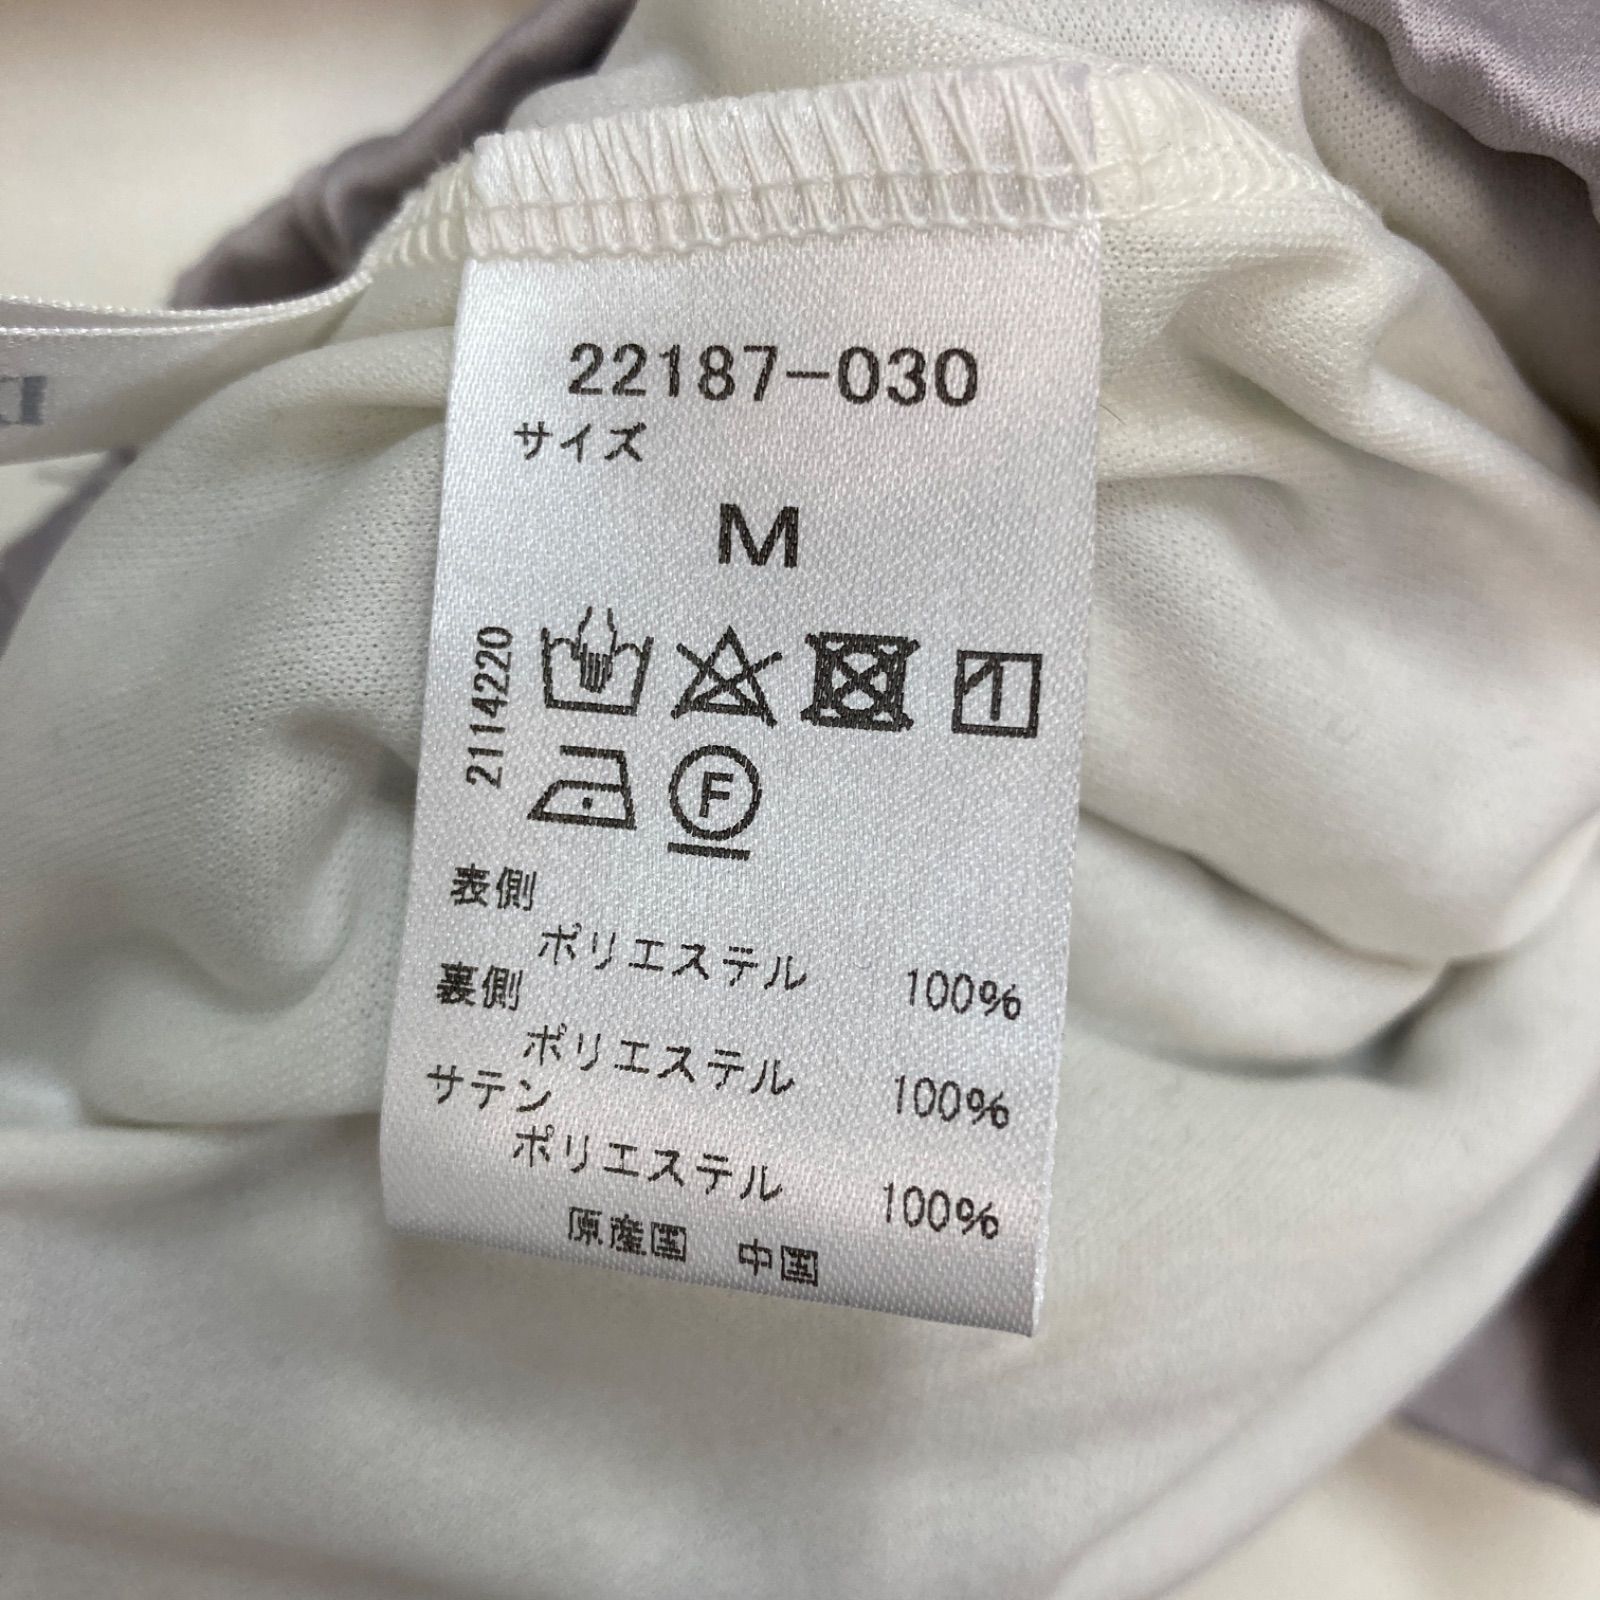 22187-030
サイズ
M
2114220
F
表側
ポリエステル 100%
裏側
ポリエステル 100%
サテン
ポリエステル 100%
原産国 中国